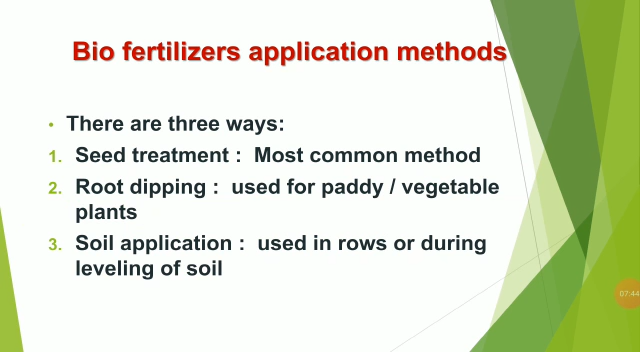 Bio fertilizers application methods
• There are three ways:
1. Seed treatment : Most common method
2. Root dipping : used for paddy / vegetable
plants
3. Soil application : used in rows or during
leveling of soil
07:44